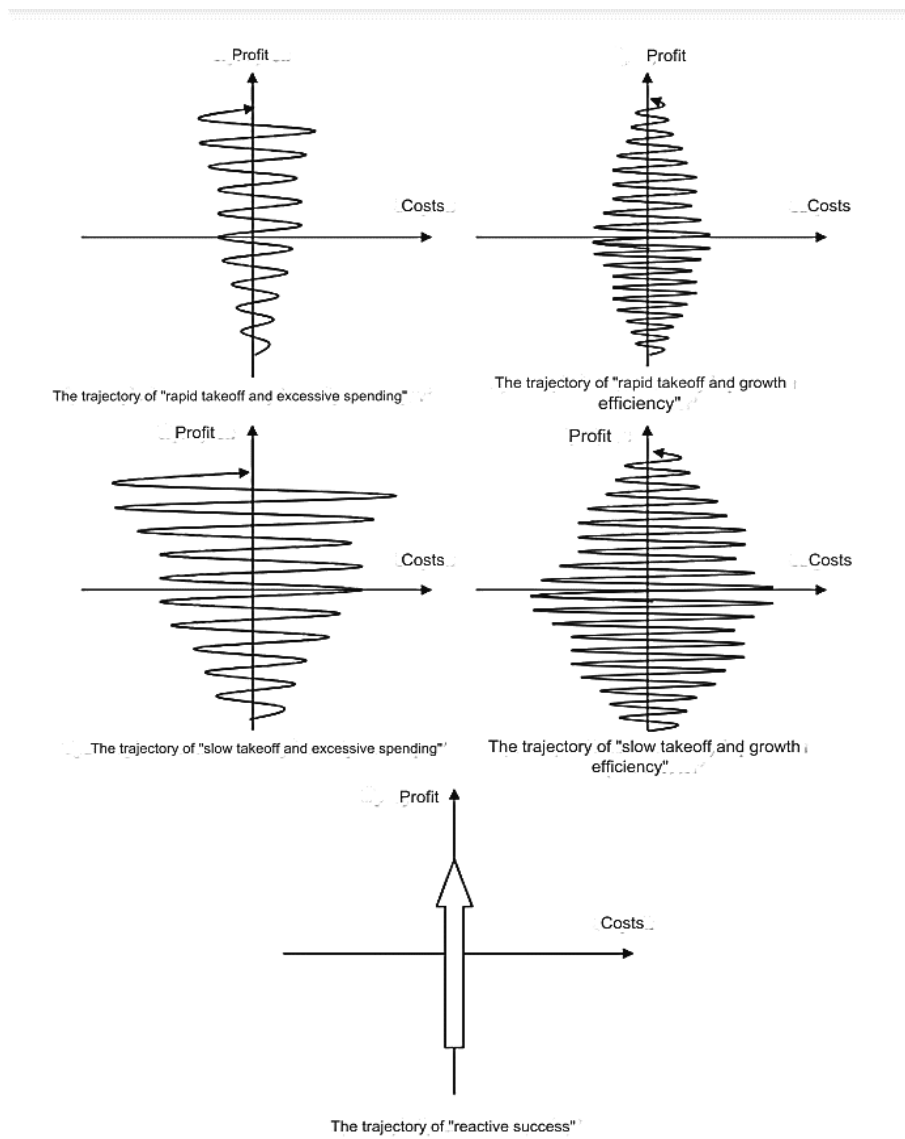 Profit
Profit
Costs
Costs
The trajectory of "rapid takeoff and excessive spending"
The trajectory of "rapid takeoff and growth
efficiency"
Profit
Profit
Costs
Costs
The trajectory of "slow takeoff and excessive spending"
The trajectory of "slow takeoff and growth
efficiency"
Profit
Costs
The trajectory of "reactive success"